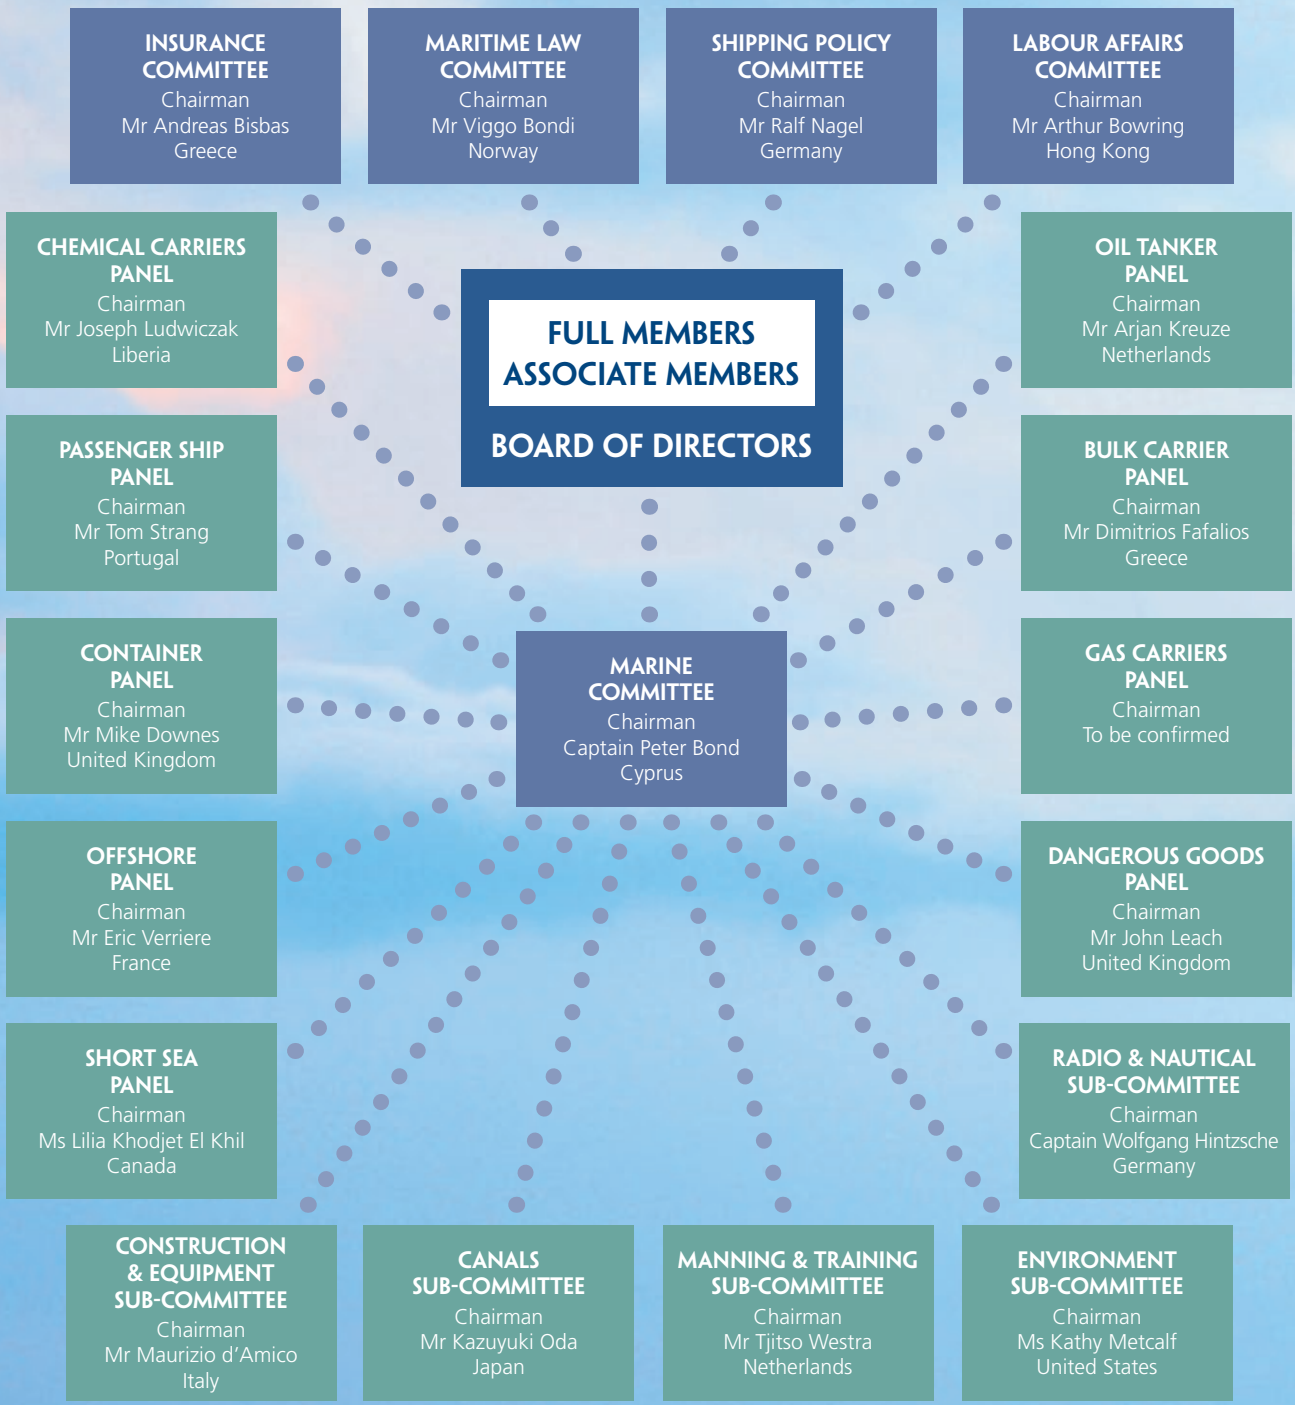 INSURANCE
COMMITTEE
Chairman
Mr Andreas Bisbas
Greece
MARITIME LAW
COMMITTEE
Chairman
Mr Viggo Bondi
Norway
SHIPPING POLICY
COMMITTEE
Chairman
Mr Ralf Nagel
Germany
LABOUR AFFAIRS
COMMITTEE
Chairman
Mr Arthur Bowring
Hong Kong
CHEMICAL CARRIERS
PANEL
Chairman
Mr Joseph Ludwiczak
Liberia
FULL MEMBERS
ASSOCIATE MEMBERS
BOARD OF DIRECTORS
OIL TANKER
PANEL
Chairman
Mr Arjan Kreuze
Netherlands
PASSENGER SHIP
PANEL
Chairman
Mr Tom Strang
Portugal
BULK CARRIER
PANEL
Chairman
Mr Dimitrios Fafalios
Greece
CONTAINER
PANEL
Chairman
Mr Mike Downes
United Kingdom
MARINE
COMMITTEE
Chairman
Captain Peter Bond
Cyprus
GAS CARRIERS
PANEL
Chairman
To be confirmed
OFFSHORE
PANEL
Chairman
Mr Eric Verriere
France
DANGEROUS GOODS
PANEL
Chairman
Mr John Leach
United Kingdom
SHORT SEA
PANEL
Chairman
Ms Lilia Khodjet El Khil
Canada
RADIO & NAUTICAL
SUB-COMMITTEE
Chairman
Captain Wolfgang Hintzsche
Germany
CONSTRUCTION
& EQUIPMENT
SUB-COMMITTEE
Chairman
Mr Maurizio d'Amico
Italy
CANALS
SUB-COMMITTEE
Chairman
Mr Kazuyuki Oda
Japan
MANNING & TRAINING
SUB-COMMITTEE
Chairman
Mr Tjitso Westra
Netherlands
ENVIRONMENT
SUB-COMMITTEE
Chairman
Ms Kathy Metcalf
United States